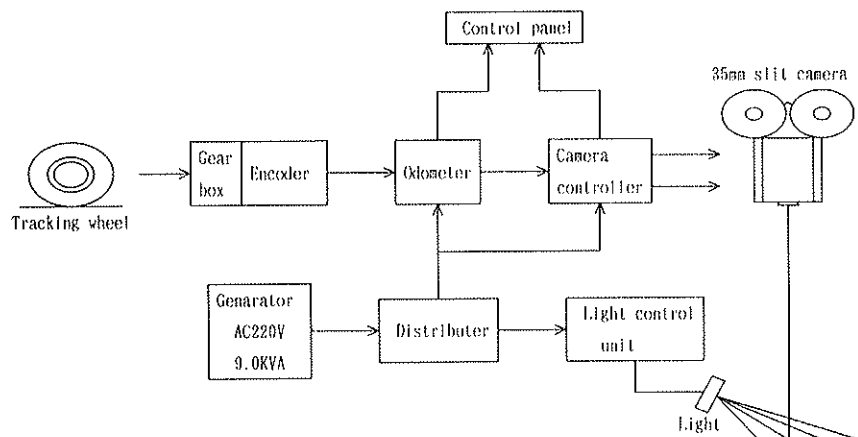 Control panel
35mm slit camera
Gear
box
Encoder
Odometer
Camera
controller
Tracking wheel
Genarator
AC220V
9.0KVA
Distributer
Light control
unit
Light